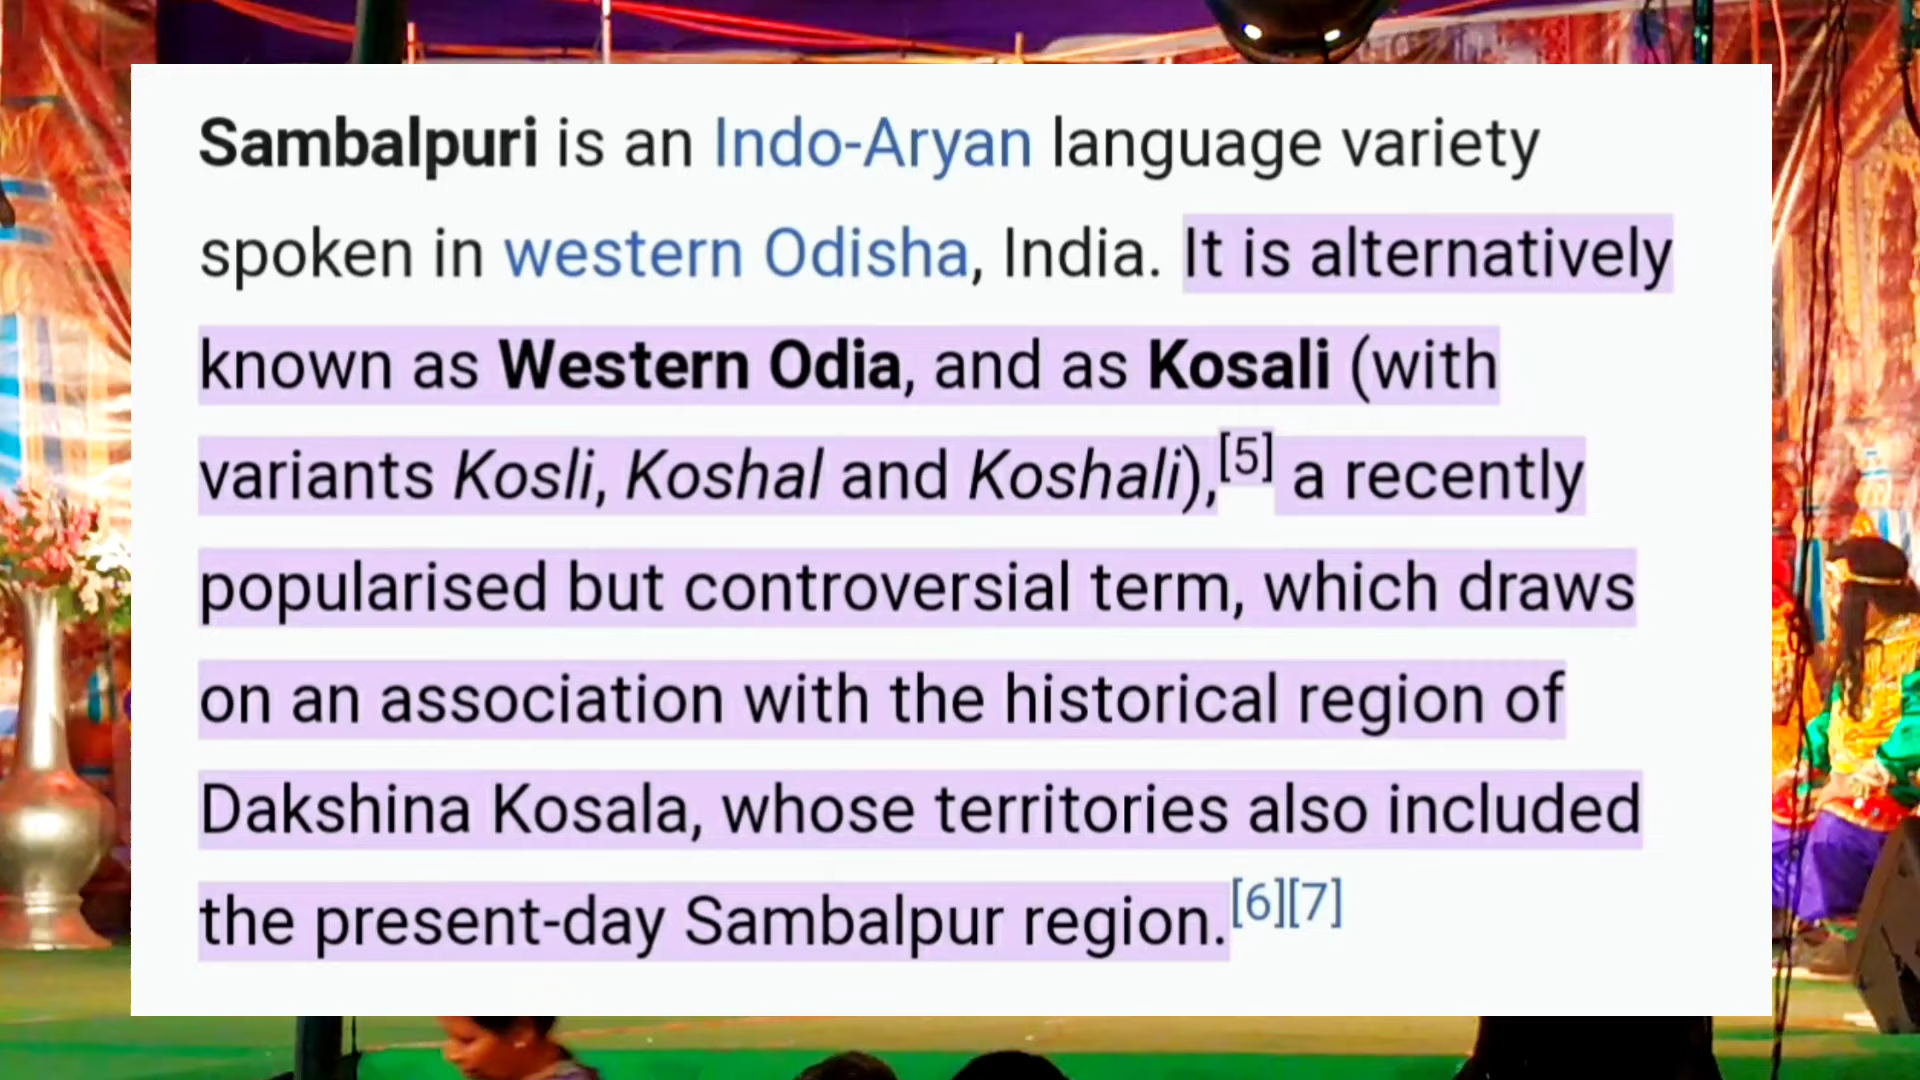 Sambalpuri is an Indo-Aryan language variety
spoken in western Odisha, India. It is alternatively
known as Western Odia, and as Kosali (with
variants Kosli, Koshal and Koshali),[5] a recently
popularised but controversial term, which draws
on an association with the historical region of
Dakshina Kosala, whose territories also included
the present-day Sambalpur region.[6][7]